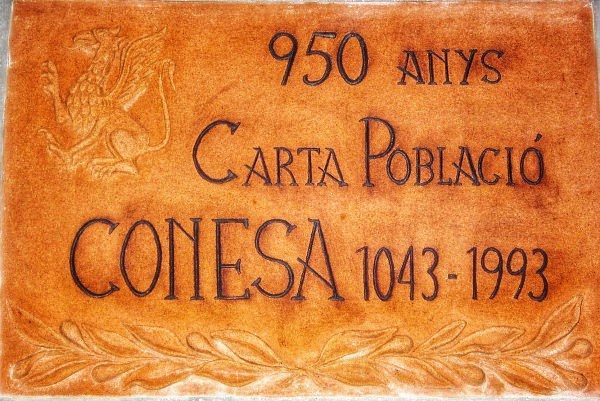 950 ANYS
CARTA POBLACIÓ
CONESA 1043-1993